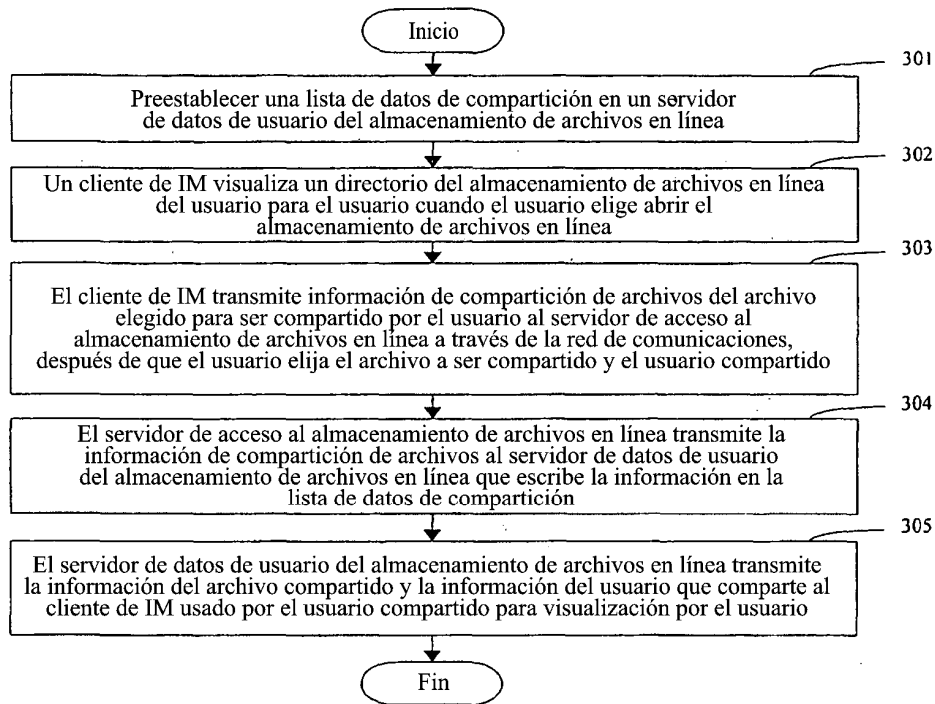 Inicio
301
Preestablecer una lista de datos de compartición en un servidor
de datos de usuario del almacenamiento de archivos en línea
302
Un cliente de IM visualiza un directorio del almacenamiento de archivos en línea
del usuario para el usuario cuando el usuario elige abrir el
almacenamiento de archivos en línea
303
El cliente de IM transmite información de compartición de archivos del archivo
elegido para ser compartido por el usuario al servidor de acceso al
almacenamiento de archivos en línea a través de la red de comunicaciones,
después de que el usuario elija el archivo a ser compartido y el usuario compartido
304
El servidor de acceso al almacenamiento de archivos en línea transmite la
información de compartición de archivos al servidor de datos de usuario
del almacenamiento de archivos en línea que escribe la información en la
lista de datos de compartición
305
El servidor de datos de usuario del almacenamiento de archivos en línea transmite
la información del archivo compartido y la información del usuario que comparte al
cliente de IM usado por el usuario compartido para visualización por el usuario
Fin